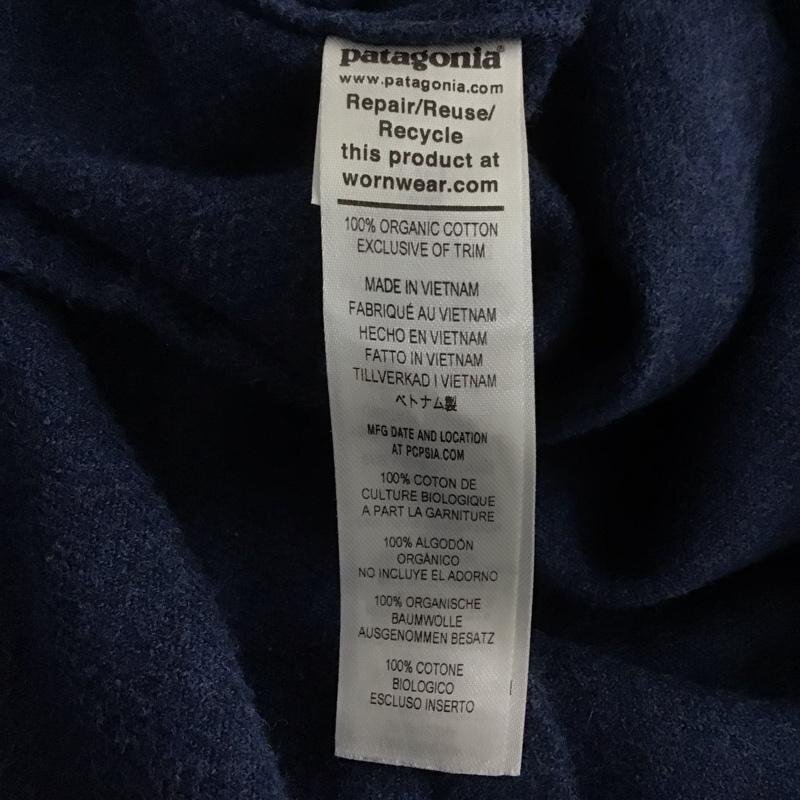 patagonia®
www.patagonia.com
Repair/Reuse/
Recycle
this product at
wornwear.com
100% ORGANIC COTTON
EXCLUSIVE OF TRIM
MADE IN VIETNAM
FABRIQUÉ AU VIETNAM
HECHO EN VIETNAM
FATTO IN VIETNAM
TILLVERKAD I VIETNAM
ベトナム製
MFG DATE AND LOCATION
AT PCPSIA.COM
100% COTON DE
CULTURE BIOLOGIQUE
A PART LA GARNITURE
100% ALGODÓN
ORGÁNICO
NO INCLUYE EL ADORNO
100% ORGANISCHE
BAUMWOLLE
AUSGENOMMEN BESATZ
100% COTONE
BIOLOGICO
ESCLUSO INSERTO